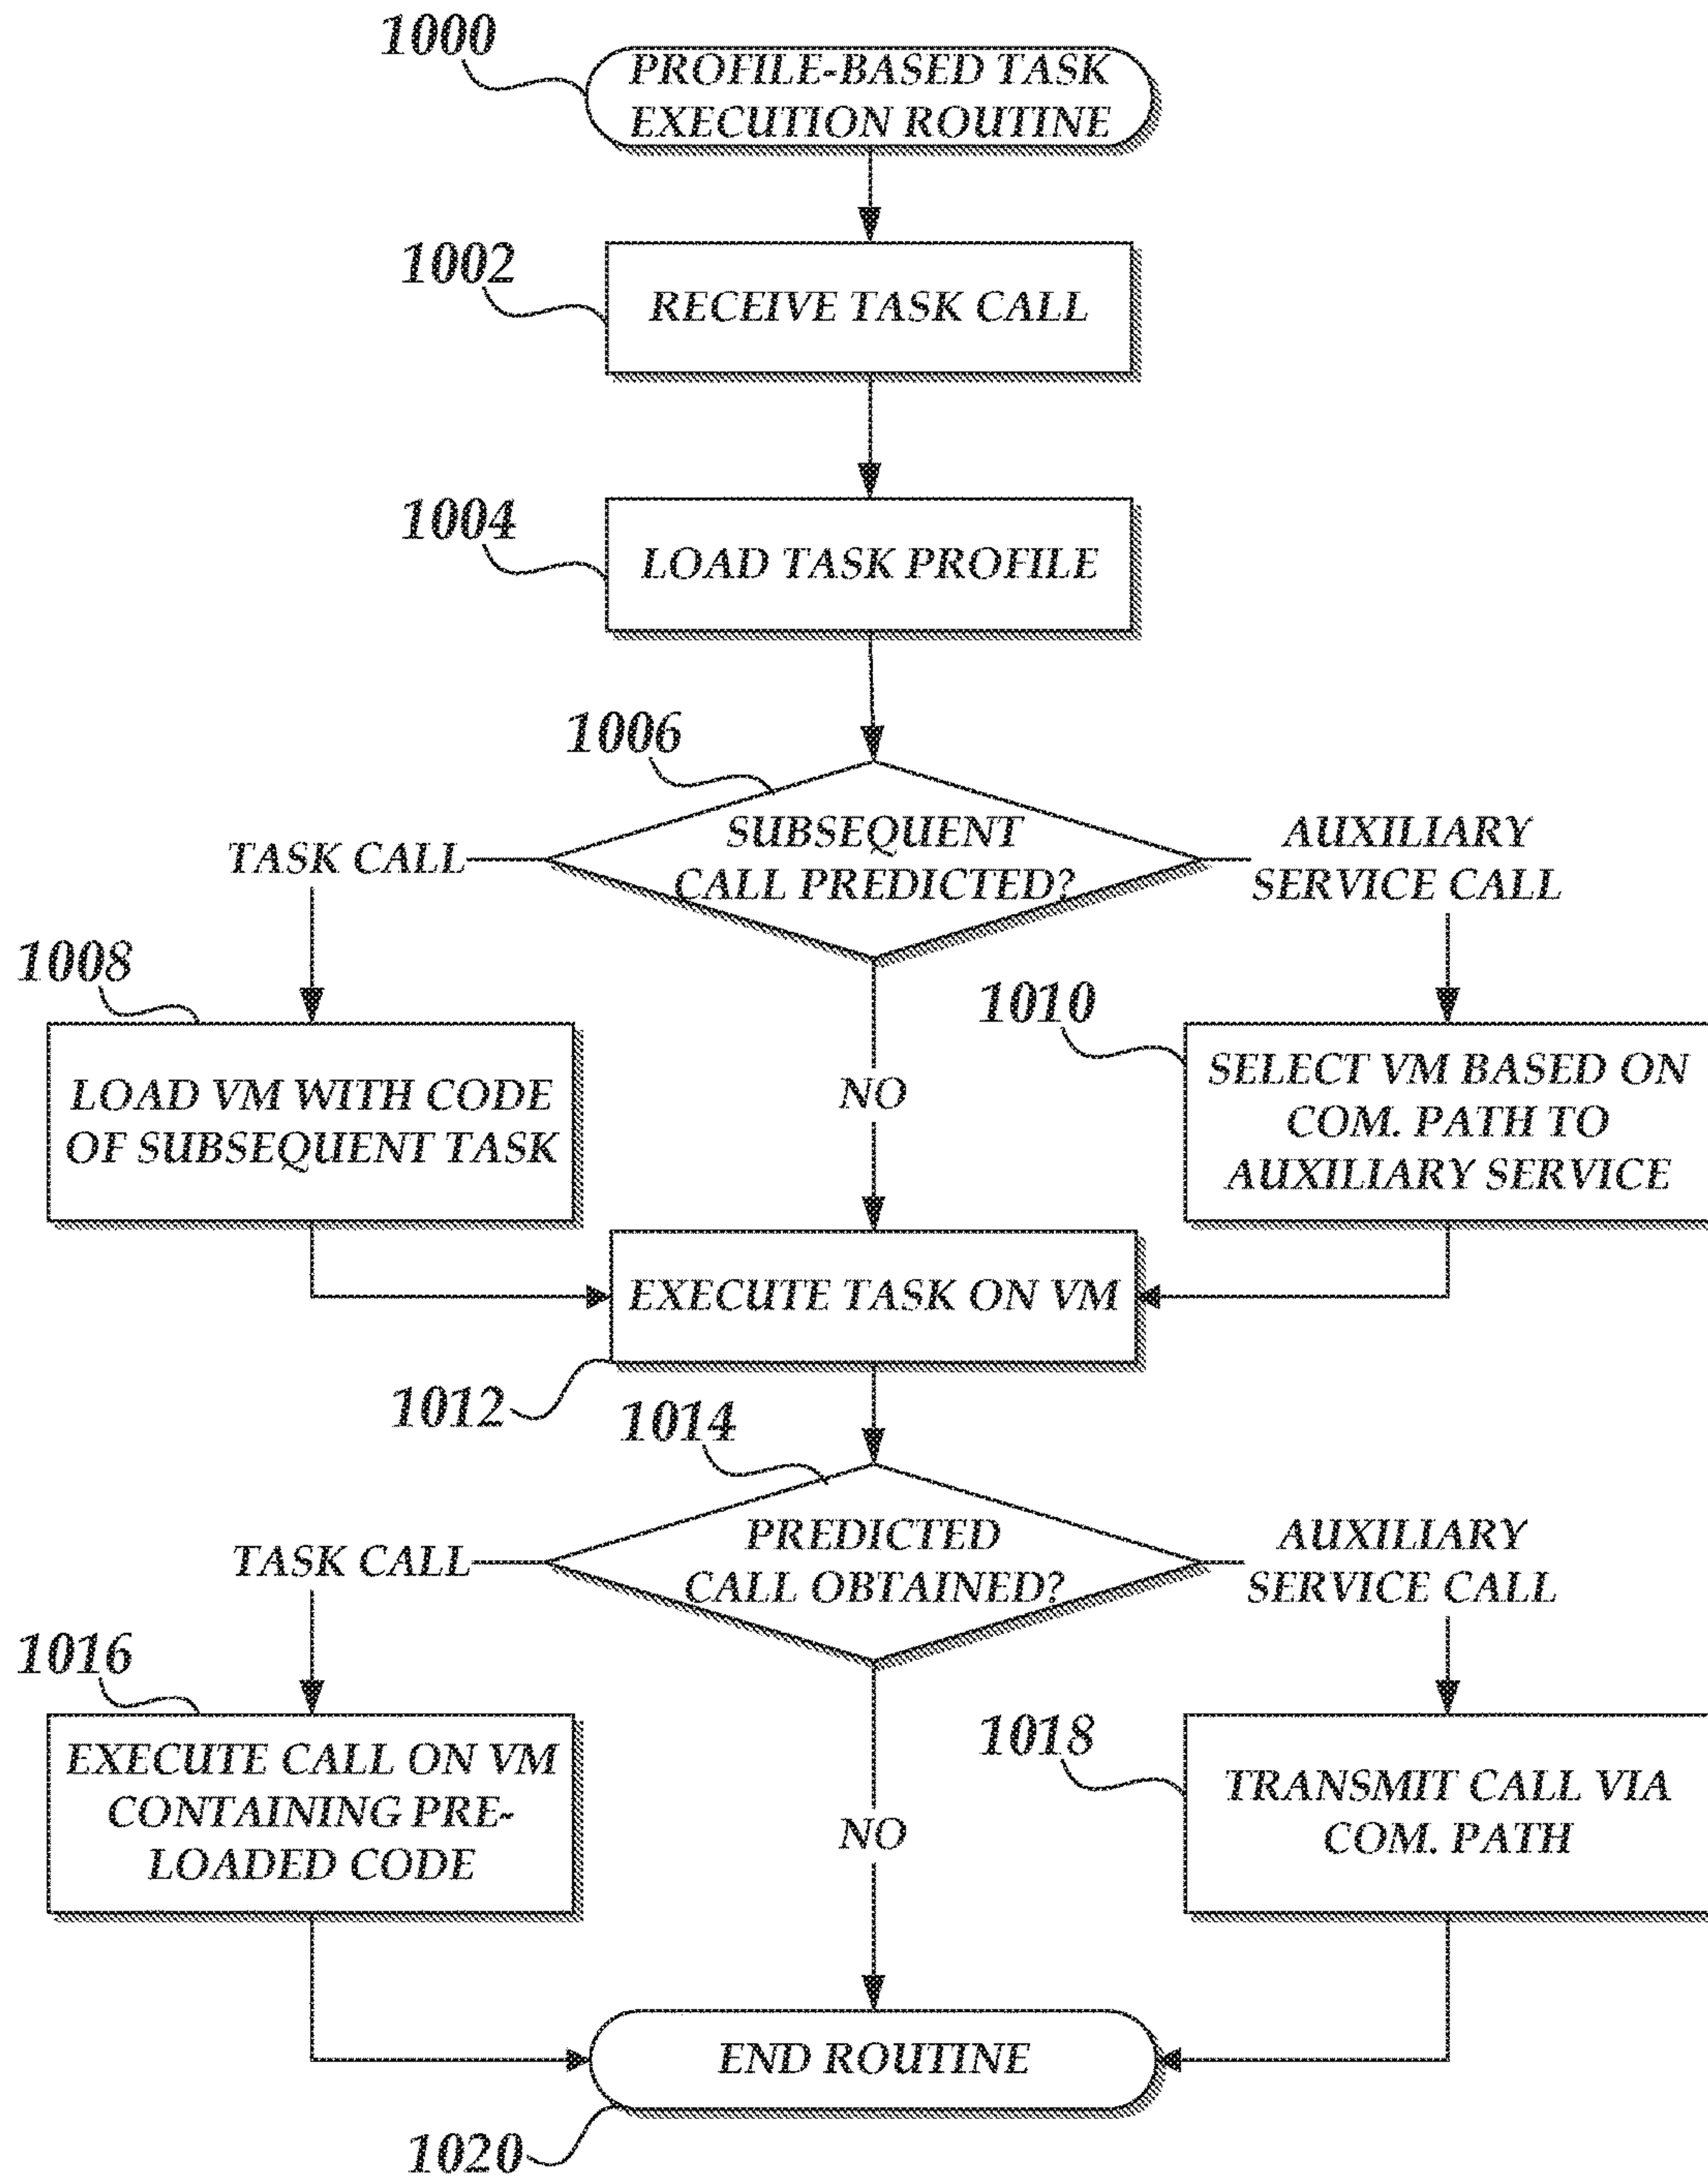 1000
PROFILE-BASED TASK
EXECUTION ROUTINE
1002
RECEIVE TASK CALL
1004
LOAD TASK PROFILE
1006
SUBSEQUENT
CALL PREDICTED?
TASK CALL
AUXILIARY
SERVICE CALL
1008
LOAD VM WITH CODE
OF SUBSEQUENT TASK
NO
1010
SELECT VM BASED ON
COM. PATH TO
AUXILIARY SERVICE
EXECUTE TASK ON VM
1012
1014
PREDICTED
CALL OBTAINED?
TASK CALL
AUXILIARY
SERVICE CALL
1016
EXECUTE CALL ON VM
CONTAINING PRE-
LOADED CODE
NO
1018
TRANSMIT CALL VIA
COM. PATH
END ROUTINE
1020